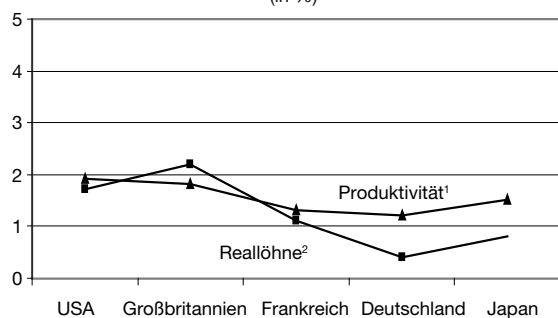 (in %)
5
4
3
2
1
0
Produktivität¹
Reallöhne²
USA Großbritannien Frankreich Deutschland Japan